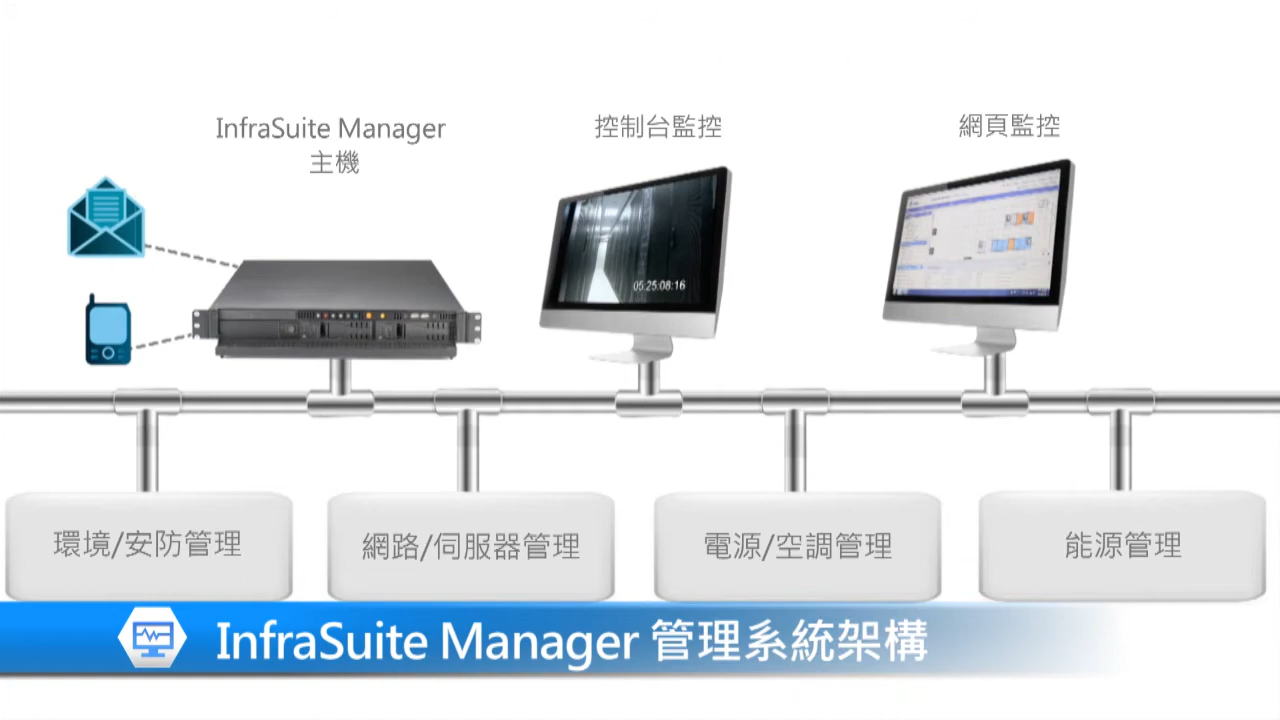 InfraSuite Manager
主機
控制台監控
網頁監控
05:25:08:16
環境/安防管理
網路/伺服器管理
電源/空調管理
能源管理
InfraSuite Manager 管理系統架構